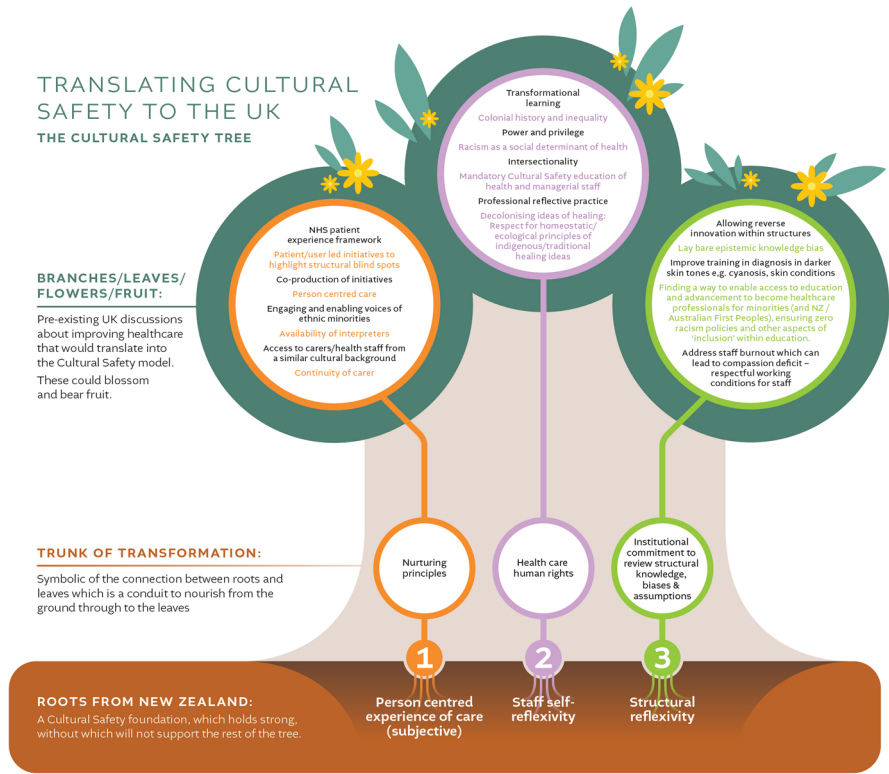 TRANSLATING CULTURAL
SAFETY TO THE UK
THE CULTURAL SAFETY TREE
Transformational
learning
Colonial history and inequality
Power and privilege
Racism as a social determinant of health
Intersectionality
Mandatory Cultural Safety education of
health and managerial staff
Professional reflective practice
Decolonising ideas of healing:
Respect for homeostatic/
ecological principles of
indigenous/traditional
healing ideas
NHS patient
experience framework
Patient/user led initiatives to
highlight structural blind spots
Co-production of initiatives
Person centred care
Engaging and enabling voices of
ethnic minorities
Availability of interpreters
Access to carers/health staff from
a similar cultural background
Continuity of carer
Allowing reverse
innovation within structures
Lay bare epistemic knowledge bias
Improve training in diagnosis in darker
skin tones e.g. cyanosis, skin conditions
Finding a way to enable access to education
and advancement to become healthcare
professionals for minorities (and NZ /
Australian First Peoples), ensuring zero
racism policies and other aspects of
'inclusion' within education.
Address staff burnout which can
lead to compassion deficit –
respectful working
conditions for staff
BRANCHES/LEAVES/
FLOWERS/FRUIT:
Pre-existing UK discussions
about improving healthcare
that would translate into
the Cultural Safety model.
These could blossom
and bear fruit.
TRUNK OF TRANSFORMATION:
Symbolic of the connection between roots and
leaves which is a conduit to nourish from the
ground through to the leaves
Nurturing
principles
Health care
human rights
Institutional
commitment to
review structural
knowledge,
biases &
assumptions
1
2
3
ROOTS FROM NEW ZEALAND:
A Cultural Safety foundation, which holds strong,
without which will not support the rest of the tree.
Person centred
experience of care
(subjective)
Staff self-
reflexivity
Structural
reflexivity